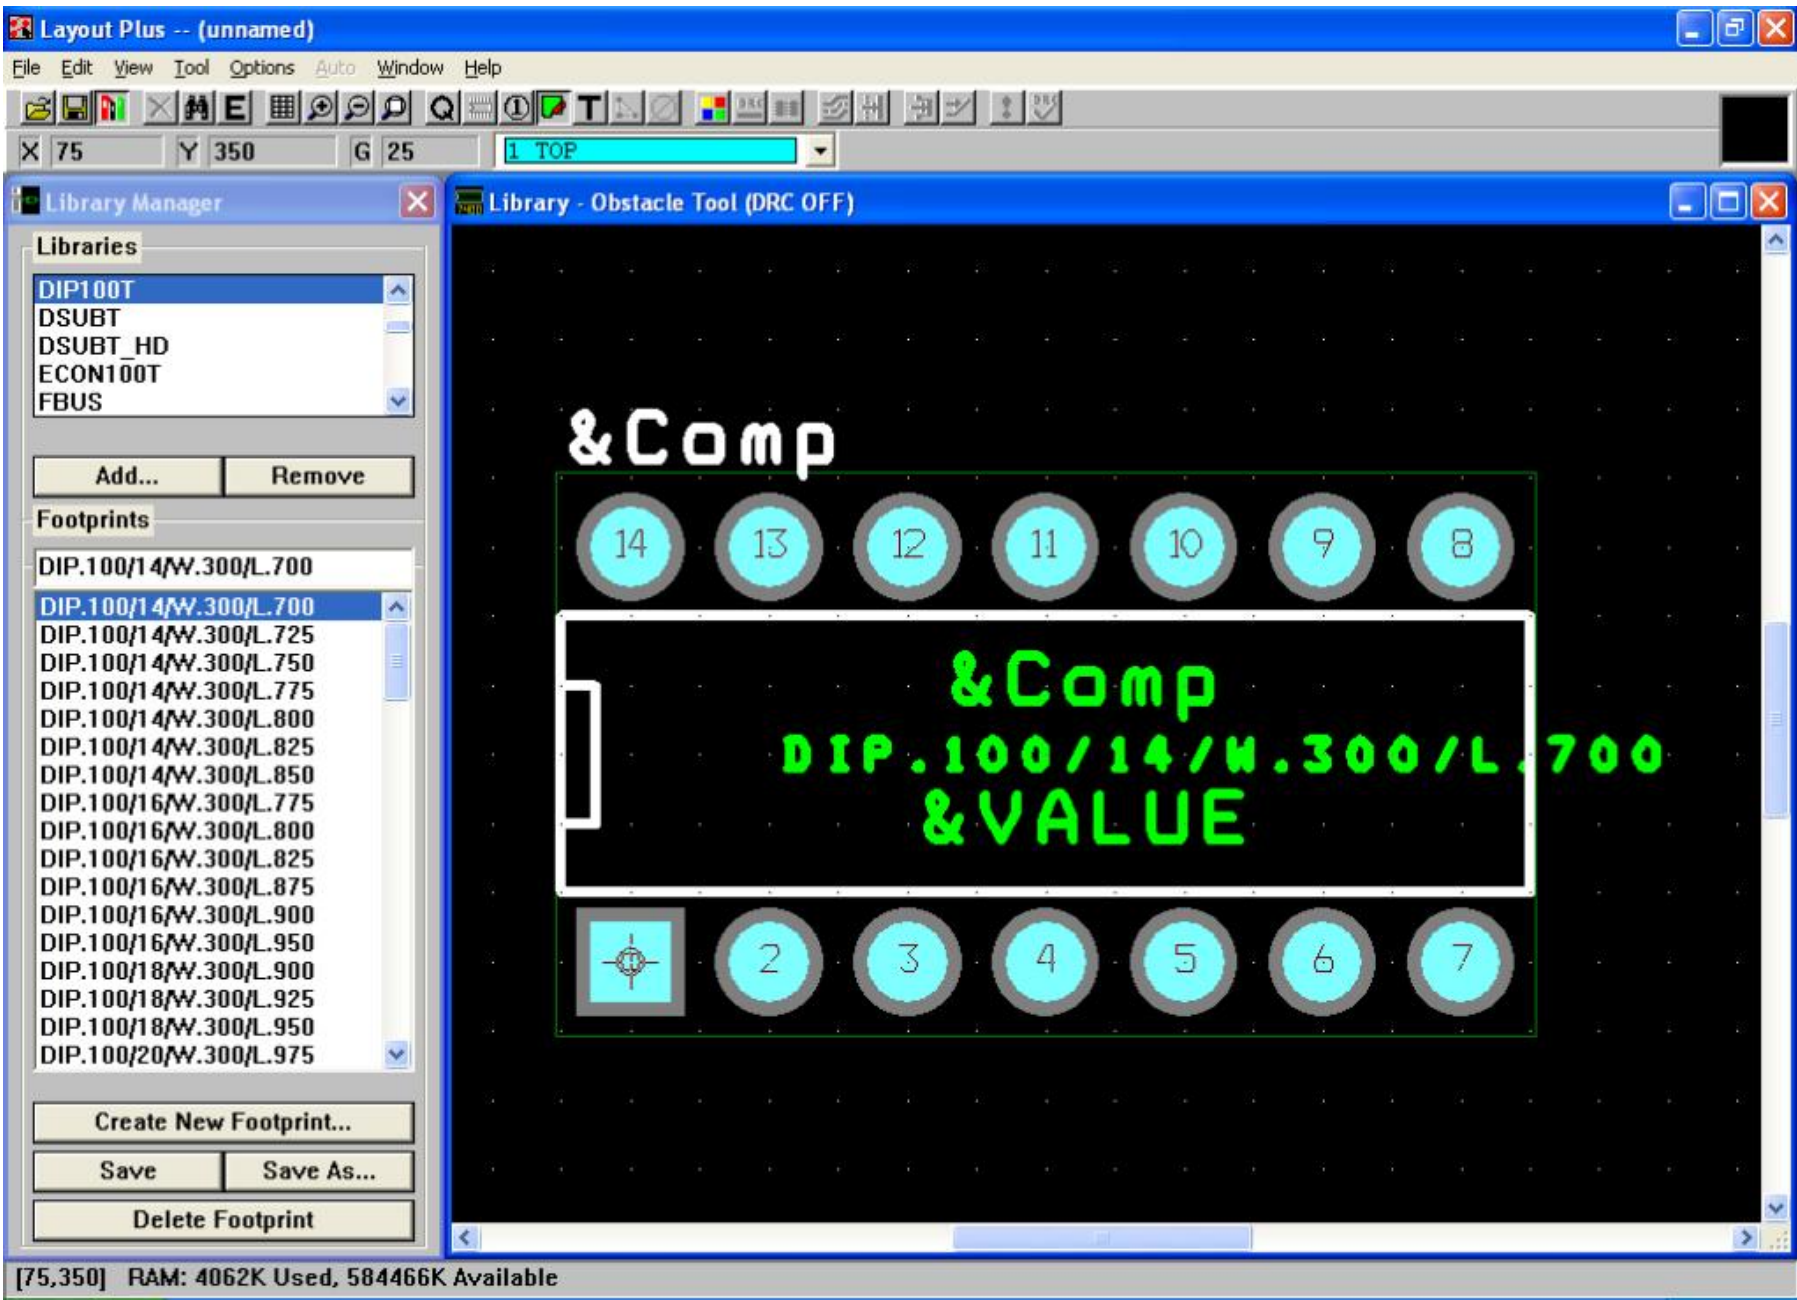 Layout Plus -- (unnamed)
File Edit View Tool Options Auto Window Help
E Q 1 T DRC DRC
X 75 Y 350 G 25 1 TOP
Library Manager
Libraries
DIP100T
DSUBT
DSUBT_HD
ECON100T
FBUS
Add... Remove
Footprints
DIP.100/14/W.300/L.700
DIP.100/14/W.300/L.700
DIP.100/14/W.300/L.725
DIP.100/14/W.300/L.750
DIP.100/14/W.300/L.775
DIP.100/14/W.300/L.800
DIP.100/14/W.300/L.825
DIP.100/14/W.300/L.850
DIP.100/16/W.300/L.775
DIP.100/16/W.300/L.800
DIP.100/16/W.300/L.825
DIP.100/16/W.300/L.875
DIP.100/16/W.300/L.900
DIP.100/16/W.300/L.950
DIP.100/18/W.300/L.900
DIP.100/18/W.300/L.925
DIP.100/18/W.300/L.950
DIP.100/20/W.300/L.975
Create New Footprint...
Save Save As...
Delete Footprint
Library - Obstacle Tool (DRC OFF)
&Comp
14 13 12 11 10 9 8
&Comp
DIP.100/14/W.300/L.700
&VALUE
2 3 4 5 6 7
[75,350] RAM: 4062K Used, 584466K Available